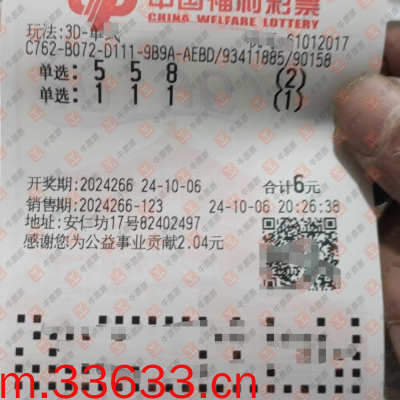 中国福利彩票
CHINA WELFARE LOTTERY
玩法:3D-单式 61012017
C762-B072-D111-9B9A-AEBD/93411885/90158
单选: 5 5 8 (2)
单选: 1 1 1 (1)
开奖期:2024266 24-10-06 合计6元
销售期:2024266-123 24-10-06 20:26:38
地址:安仁坊17号82402497
感谢您为公益事业贡献2.04元
m.33633.cn